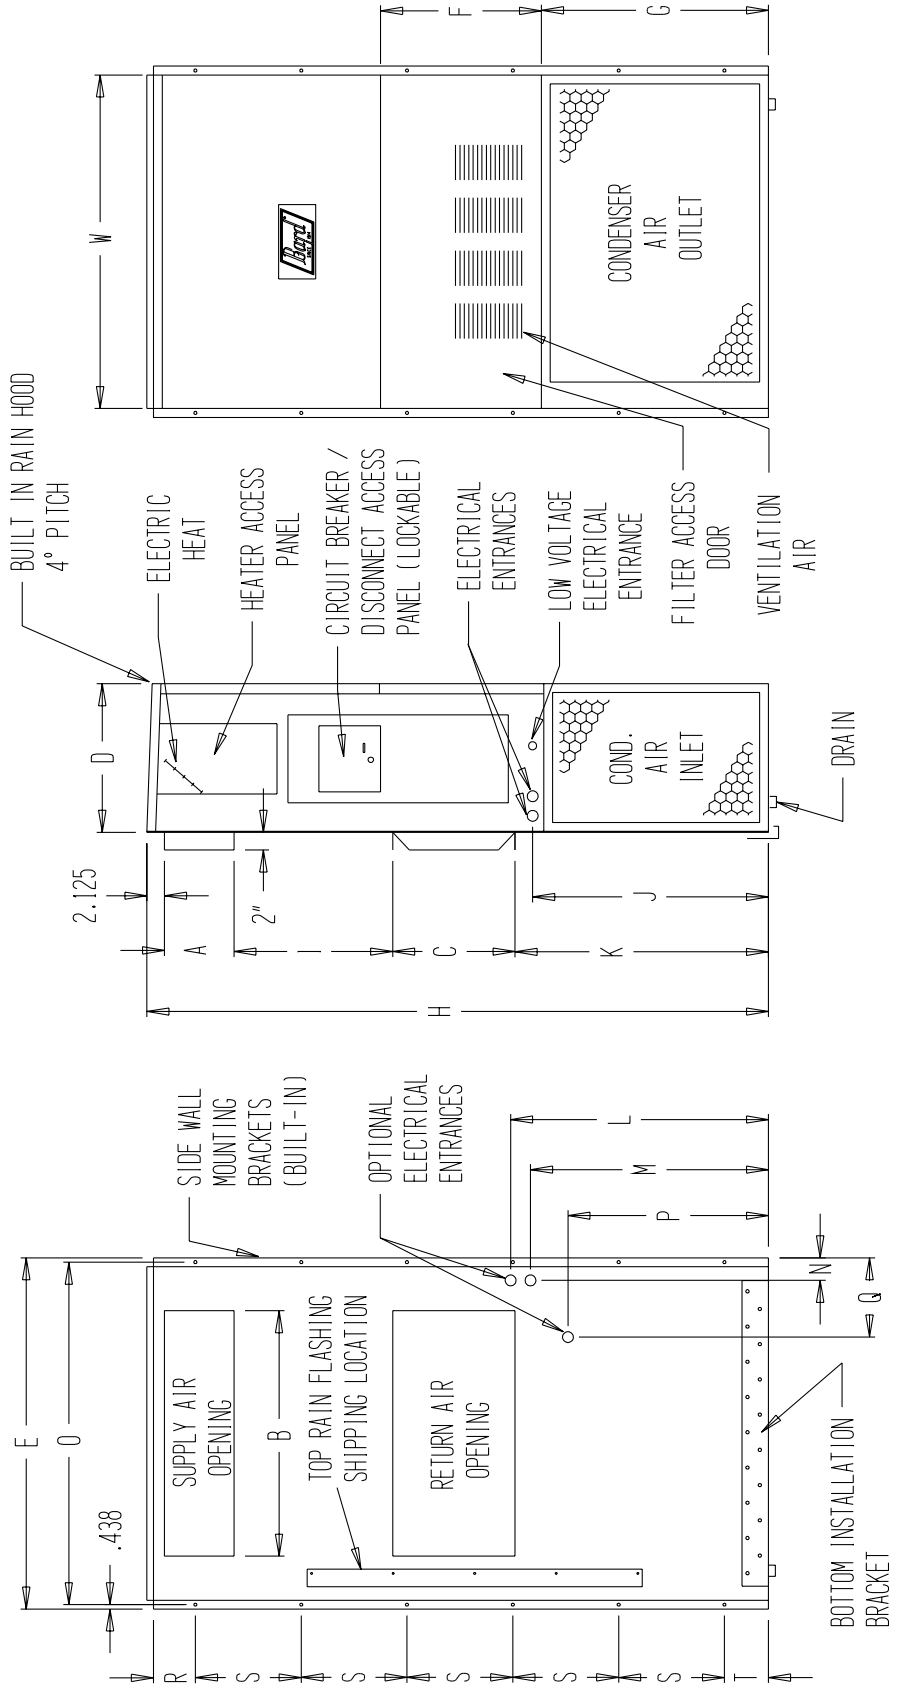 F
G
W
Bard
CONDENSER
AIR
OUTLET
BUILT IN RAIN HOOD
4° PITCH
ELECTRIC
HEAT
HEATER ACCESS
PANEL
CIRCUIT BREAKER /
DISCONNECT ACCESS
PANEL (LOCKABLE)
ELECTRICAL
ENTRANCES
LOW VOLTAGE
ELECTRICAL
ENTRANCE
FILTER ACCESS
DOOR
VENTILATION
AIR
D
COND.
AIR
INLET
DRAIN
2.125
A
2"
I
C
K
J
H
SIDE WALL
MOUNTING
BRACKETS
(BUILT-IN)
OPTIONAL
ELECTRICAL
ENTRANCES
L
M
P
N
Q
E
O
.438
SUPPLY AIR
OPENING
B
TOP RAIN FLASHING
SHIPPING LOCATION
RETURN AIR
OPENING
BOTTOM INSTALLATION
BRACKET
R
S
S
S
S
S
T